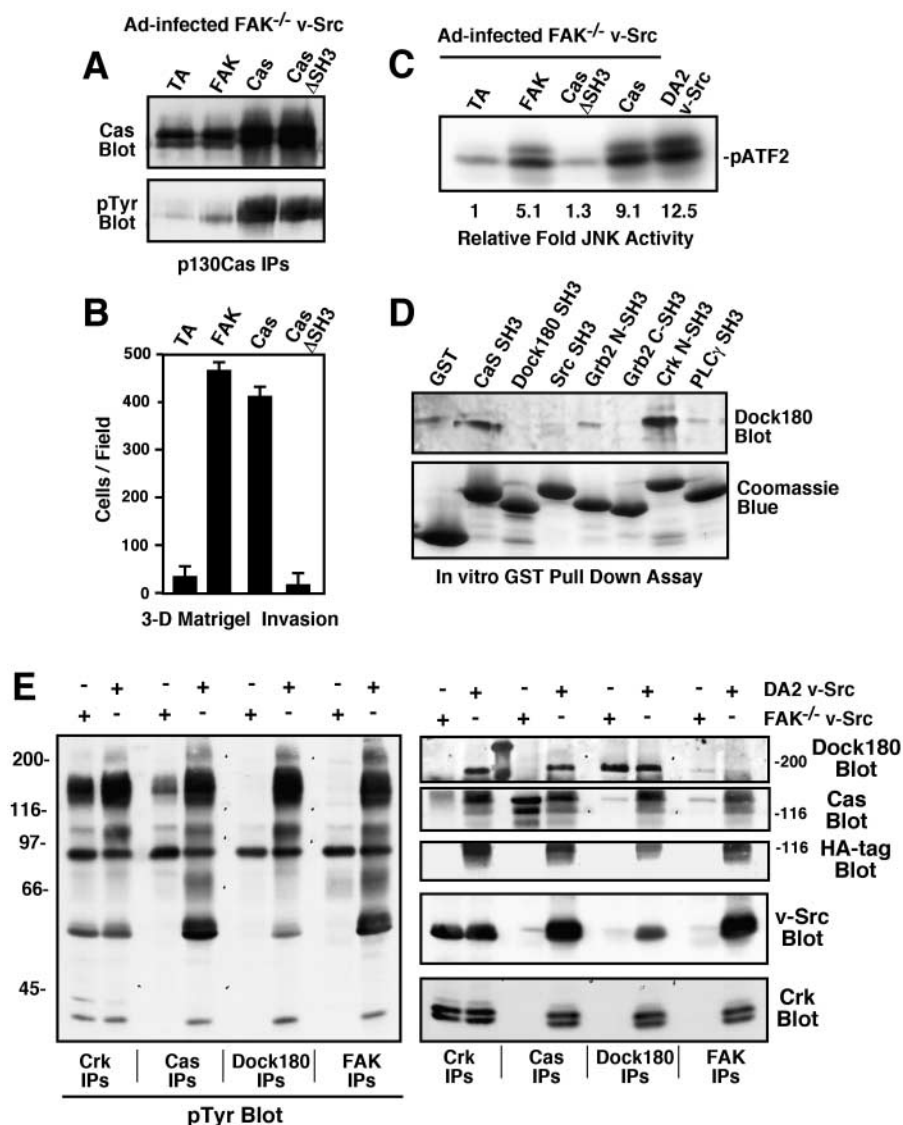 Ad-infected FAK-/- v-Src
A
TA
FAK
Cas
Cas ΔSH3
Cas Blot
pTyr Blot
p130Cas IPs
Ad-infected FAK-/- v-Src
C
TA
FAK
Cas ΔSH3
Cas
DA2 v-Src
-pATF2
1 5.1 1.3 9.1 12.5
Relative Fold JNK Activity
B
TA
FAK
Cas
Cas ΔSH3
Cells / Field
500
400
300
200
100
0
3-D Matrigel Invasion
D
GST
CaS SH3
Dock180 SH3
Src SH3
Grb2 N-SH3
Grb2 C-SH3
Crk N-SH3
PLCγ SH3
Dock180 Blot
Coomassie Blue
In vitro GST Pull Down Assay
E
- + - + - + - +
+ - + - + - + -
200-
116-
97-
66-
45-
Crk IPs
Cas IPs
Dock180 IPs
FAK IPs
pTyr Blot
- + - + - + - + DA2 v-Src
+ - + - + - + - FAK-/- v-Src
-200
Dock180 Blot
-116
Cas Blot
-116
HA-tag Blot
v-Src Blot
Crk Blot
Crk IPs
Cas IPs
Dock180 IPs
FAK IPs